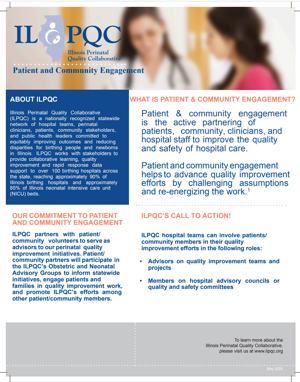 IL PQC
Illinois Perinatal
Quality Collaborative
Patient and Community Engagement
ABOUT ILPQC
Illinois Perinatal Quality Collaborative
(ILPQC) is a nationally recognized statewide
network of hospital teams, perinatal
clinicians, patients, community stakeholders,
and public health leaders committed to
equitably improving outcomes and reducing
disparities for birthing people and newborns
in Illinois. ILPQC works with stakeholders to
provide collaborative learning, quality
improvement and rapid response data
support to over 100 birthing hospitals across
the state, reaching approximately 90% of
Illinois birthing hospitals and approximately
80% of Illinois neonatal intensive care unit
(NICU) beds.
WHAT IS PATIENT & COMMUNITY ENGAGEMENT?
Patient & community engagement
is the active partnering of
patients, community, clinicians, and
hospital staff to improve the quality
and safety of hospital care.
Patient and community engagement
helps to advance quality improvement
efforts by challenging assumptions
and re-energizing the work.¹
OUR COMMITMENT TO PATIENT
AND COMMUNITY ENGAGEMENT
ILPQC partners with patient/
community volunteers to serve as
advisors to our perinatal quality
improvement initiatives. Patient/
community partners will participate in
the ILPQC's Obstetric and Neonatal
Advisory Groups to inform statewide
initiatives, engage patients and
families in quality improvement work,
and promote ILPQC's efforts among
other patient/community members.
ILPQC'S CALL TO ACTION!
ILPQC hospital teams can involve patients/
community members in their quality
improvement efforts in the following roles:
• Advisors on quality improvement teams and
projects
• Members on hospital advisory councils or
quality and safety committees
To learn more about the
Illinois Perinatal Quality Collaborative,
please visit us at www.ilpqc.org